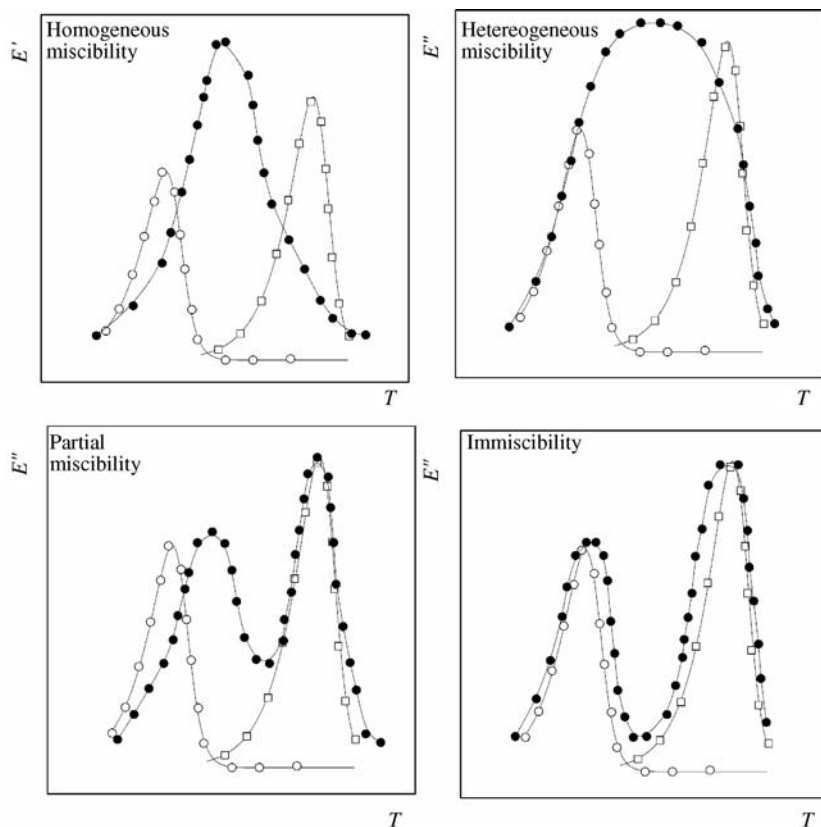 E'
Homogeneous
miscibility
T
E"
Hetereogeneous
miscibility
T
E"
Partial
miscibility
T
E"
Immiscibility
T